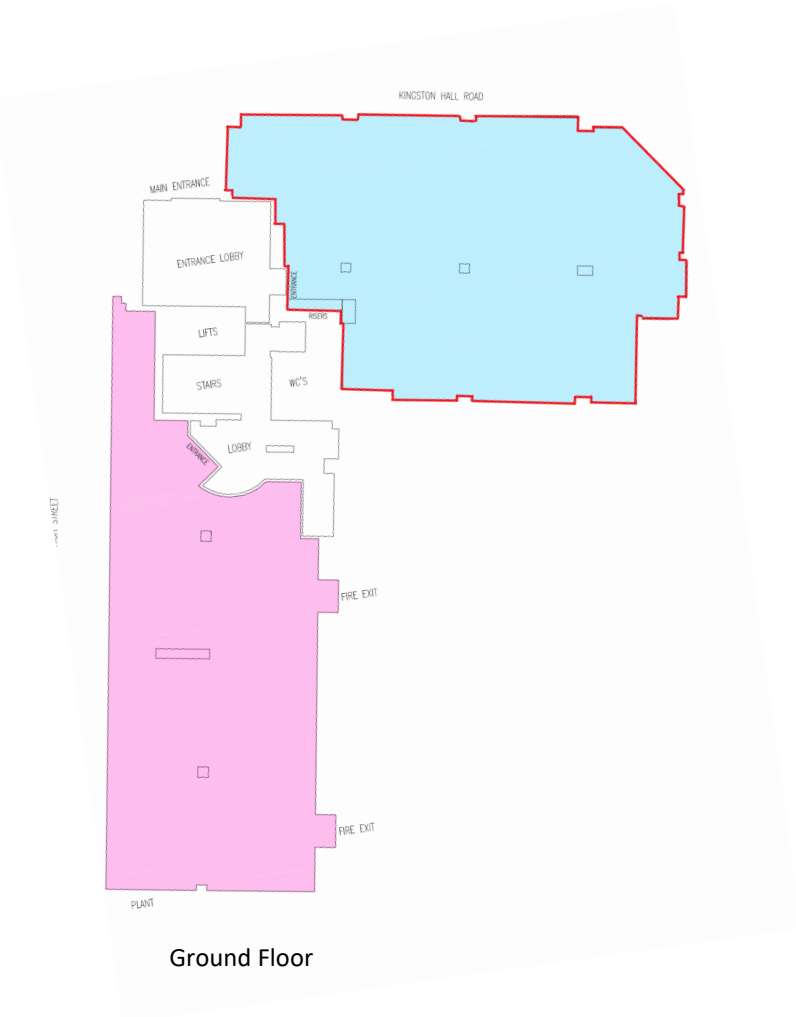 KINGSTON HALL ROAD
MAIN ENTRANCE
ENTRANCE LOBBY
ENTRANCE
RISERS
LIFTS
STAIRS
WC'S
LOBBY
ENTRANCE
STREET
FIRE EXIT
FIRE EXIT
PLANT
Ground Floor